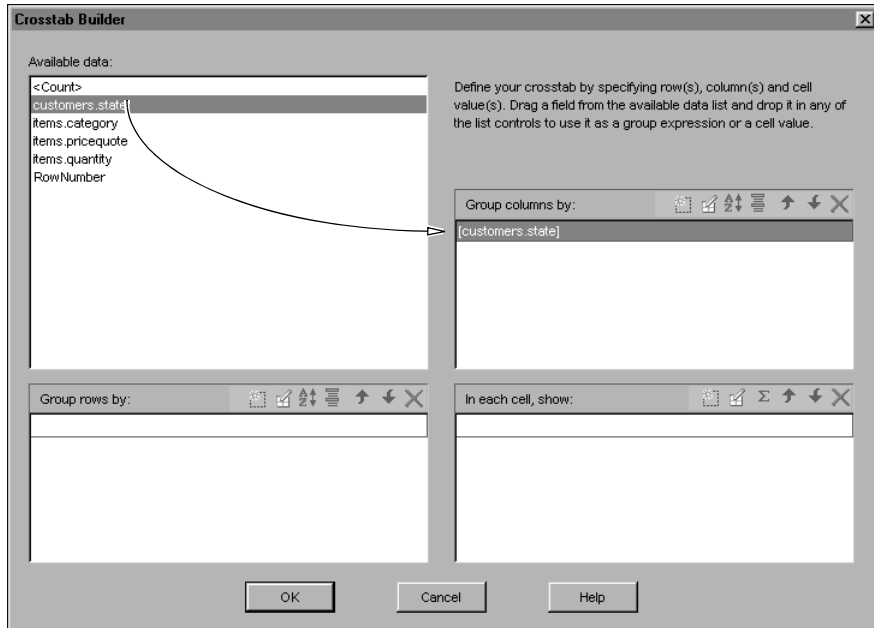 Crosstab Builder
Available data:
<Count>
customers.state
items.category
items.pricequote
items.quantity
RowNumber
Define your crosstab by specifying row(s), column(s) and cell
value(s). Drag a field from the available data list and drop it in any of
the list controls to use it as a group expression or a cell value.
Group columns by:
[customers.state]
Group rows by:
In each cell, show:
OK
Cancel
Help